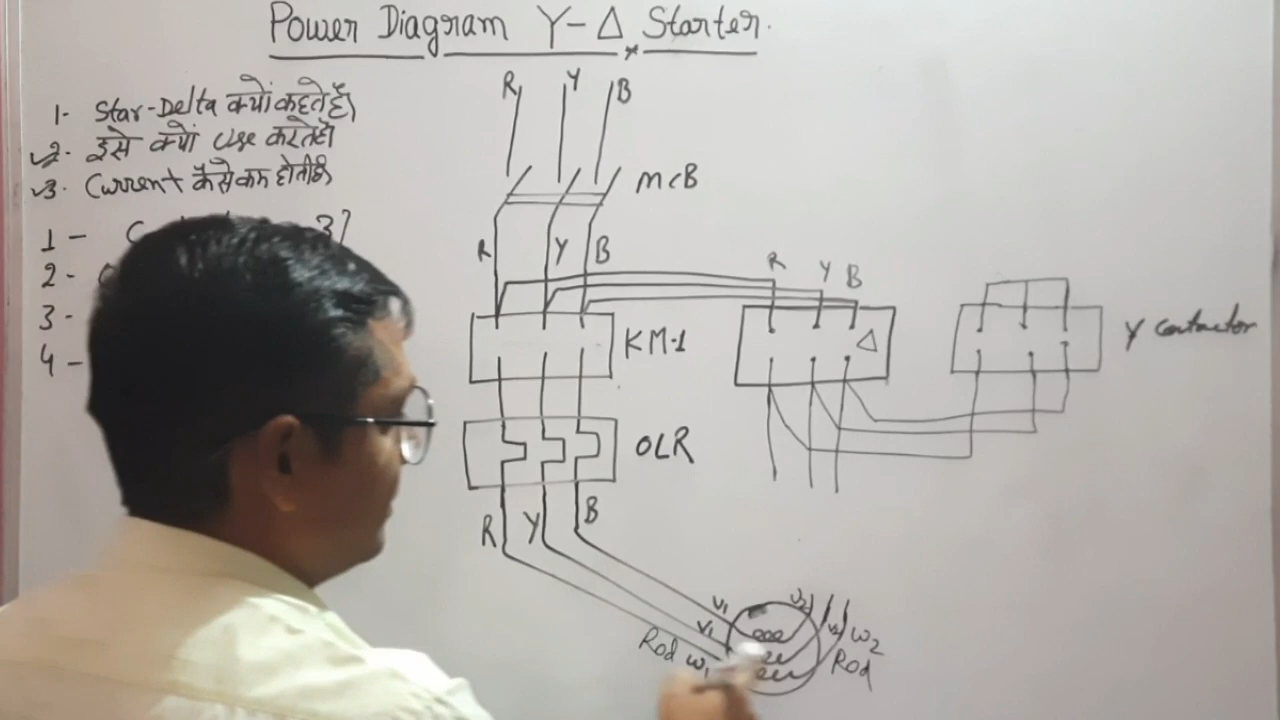 Power Diagram Y-Δ Starter.
1- Star-Delta क्यों कहते हैं
2- इसे क्यों use करते हैं
3- Current कैसे कम होती है
1 -
2 -
3 -
4 -
R Y B
MCB
R Y B
R Y B
KM-1
Δ
Y Contactor
OLR
R Y B
V1
V1
W2
Rod W1
Rod